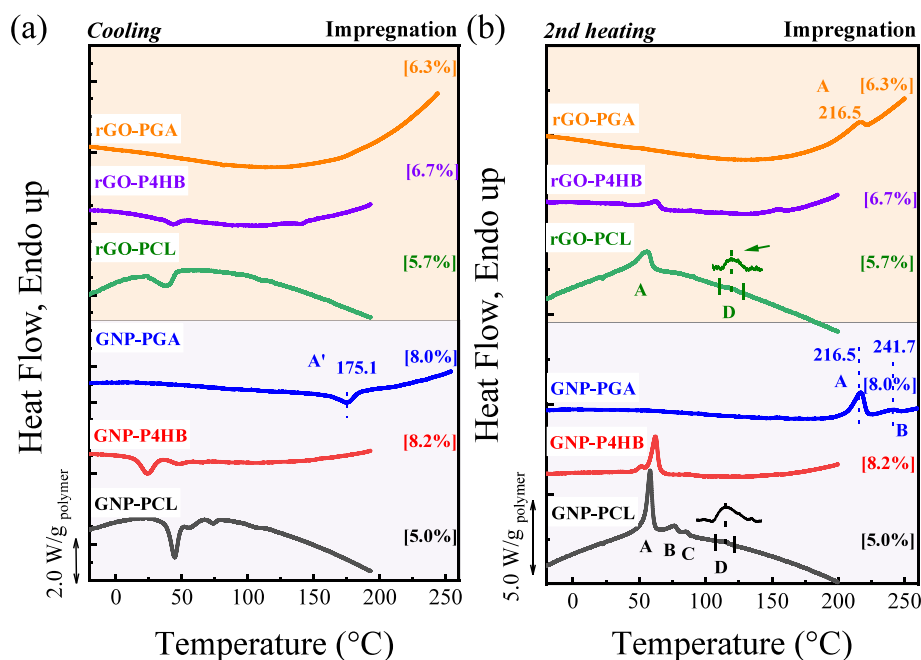 (a)
Cooling
Impregnation
[6.3%]
rGO-PGA
[6.7%]
rGO-P4HB
rGO-PCL
[5.7%]
GNP-PGA
A'
175.1
[8.0%]
GNP-P4HB
[8.2%]
GNP-PCL
[5.0%]
Heat Flow, Endo up
2.0 W/g polymer
0
50
100
150
200
250
Temperature (°C)
(b)
2nd heating
Impregnation
A
[6.3%]
216.5
rGO-PGA
rGO-P4HB
[6.7%]
rGO-PCL
[5.7%]
A
D
241.7
216.5
GNP-PGA
A
[8.0%]
B
GNP-P4HB
[8.2%]
GNP-PCL
[5.0%]
A
B
C
D
Heat Flow, Endo up
5.0 W/g polymer
0
50
100
150
200
250
Temperature (°C)